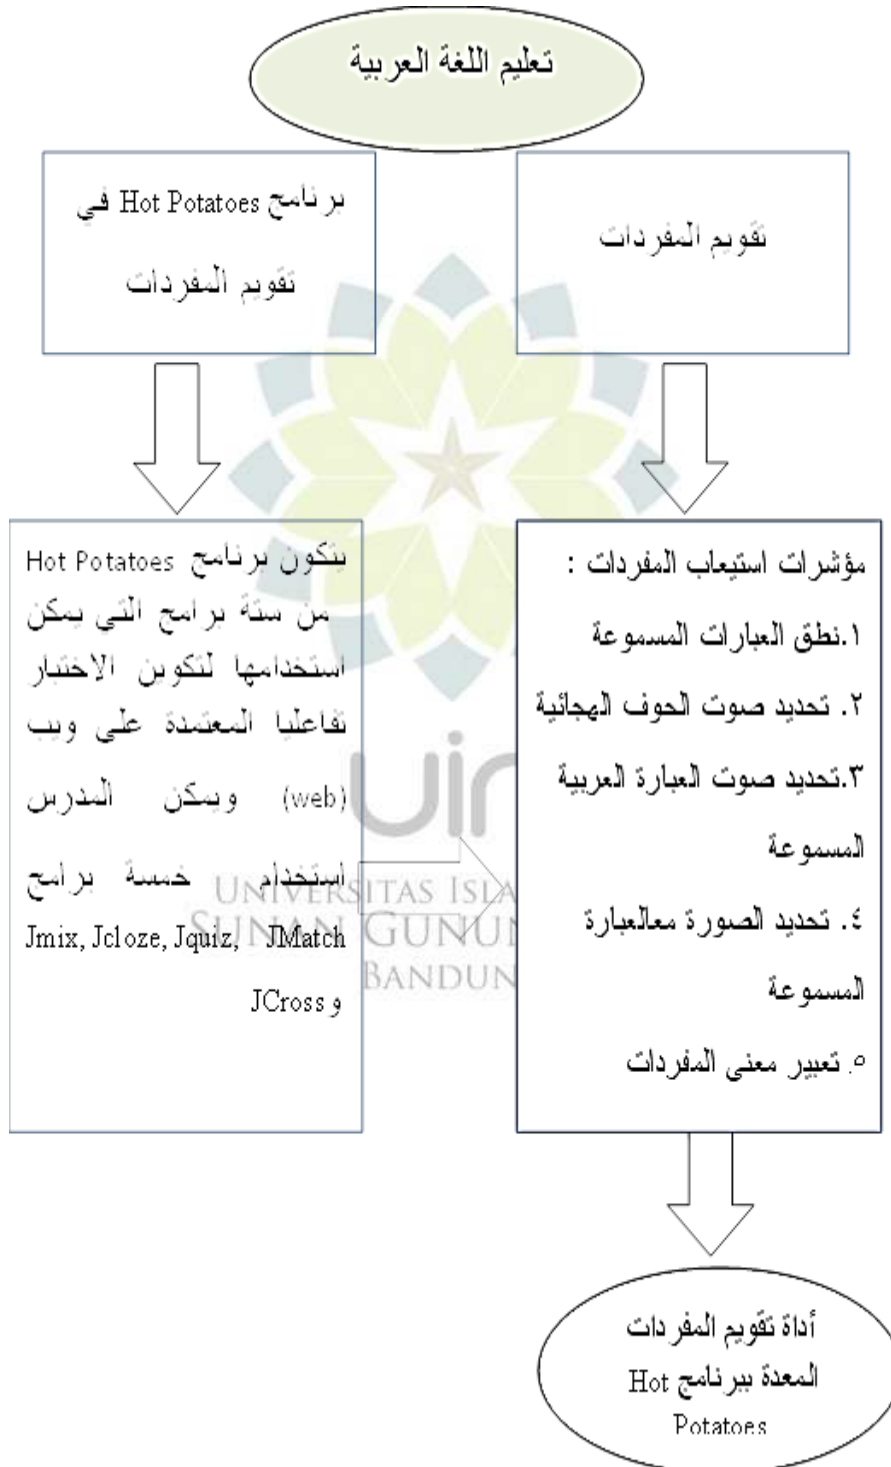 تعليم اللغة العربية
تقويم المفردات
برنامج Hot Potatoes في
تقويم المفردات
مؤشرات استيعاب المفردات :
١.نطق العبارات المسموعة
٢. تحديد صوت الحوف الهجائية
٣.تحديد صوت العبارة العربية
المسموعة
٤. تحديد الصورة معالعبارة
المسموعة
٥. تعبير معنى المفردات
يتكون برنامج Hot Potatoes
من ستة برامج التي يمكن
استخدامها لتكوين الاختبار
تفاعليا المعتمدة على ويب
(web) ويمكن المدرس
استخدام خمسة برامج
Jmix, Jcloze, Jquiz, JMatch
و JCross
أداة تقويم المفردات
المعدة ببرنامج Hot
Potatoes
UNIVERSITAS
SUNAN
BANDUN